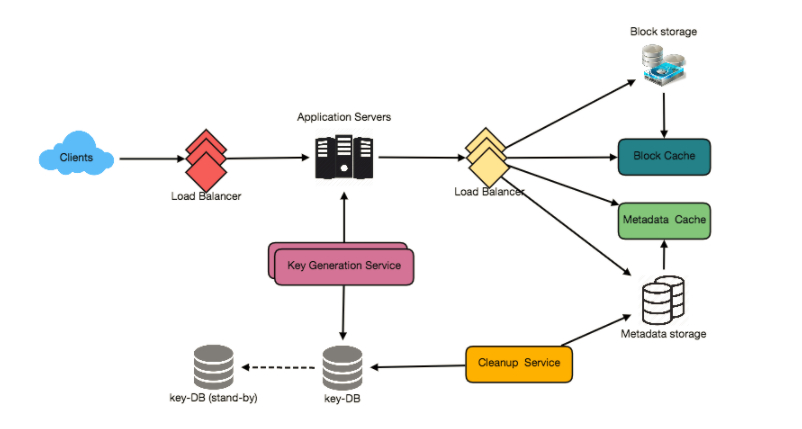 Block storage
Application Servers
Clients
Block Cache
Load Balancer
Load Balancer
Metadata Cache
Key Generation Service
Metadata storage
Cleanup Service
key-DB (stand-by)
key-DB